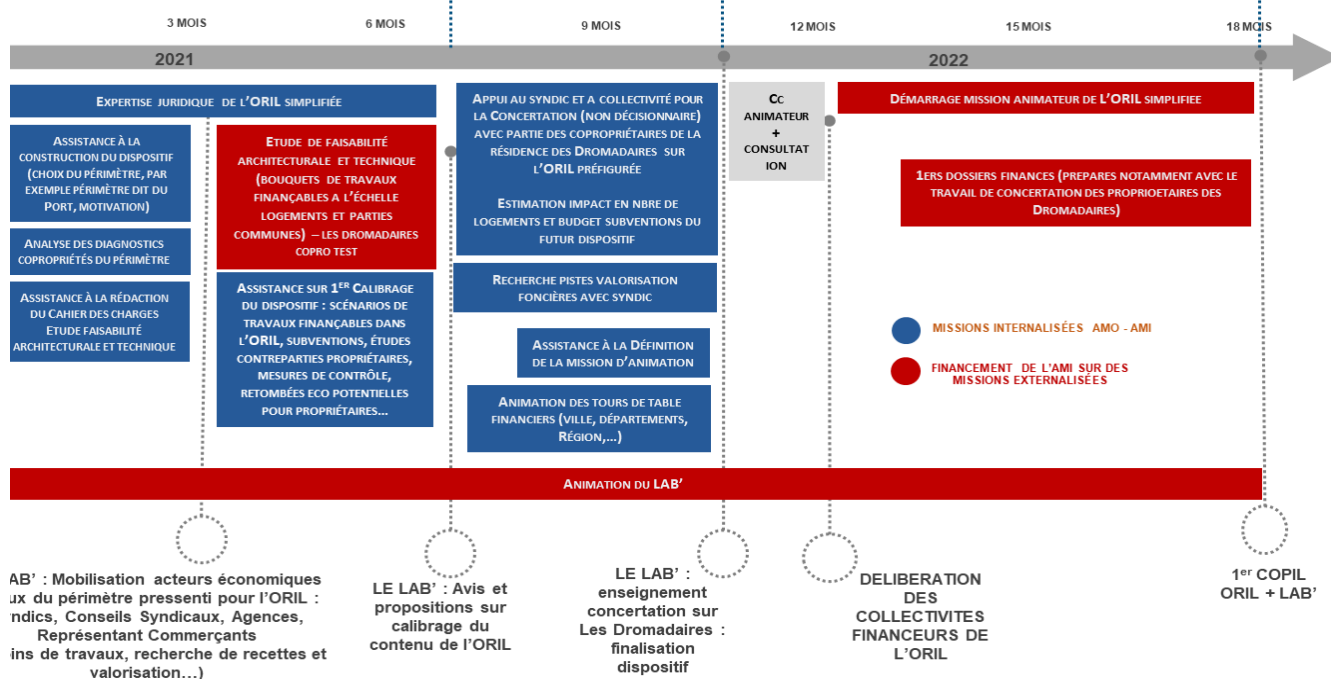 3 MOIS
6 MOIS
9 MOIS
12 MOIS
15 MOIS
18 MOIS
2021
2022
EXPERTISE JURIDIQUE DE L'ORIL SIMPLIFIÉE
ASSISTANCE À LA
CONSTRUCTION DU DISPOSITIF
(CHOIX DU PÉRIMÈTRE, PAR
EXEMPLE PÉRIMÈTRE DIT DU
PORT, MOTIVATION)
ANALYSE DES DIAGNOSTICS
COPROPRIÉTÉS DU PÉRIMÈTRE
ASSISTANCE À LA RÉDACTION
DU CAHIER DES CHARGES
ETUDE FAISABILITÉ
ARCHITECTURALE ET TECHNIQUE
ETUDE DE FAISABILITÉ
ARCHITECTURALE ET TECHNIQUE
(BOUQUETS DE TRAVAUX
FINANÇABLES A L'ÉCHELLE
LOGEMENTS ET PARTIES
COMMUNES) – LES DROMADAIRES
COPRO TEST
ASSISTANCE SUR 1ER CALIBRAGE
DU DISPOSITIF : SCÉNARIOS DE
TRAVAUX FINANÇABLES DANS
L'ORIL, SUBVENTIONS, ÉTUDES
CONTREPARTIES PROPRIÉTAIRES,
MESURES DE CONTRÔLE,
RETOMBÉES ECO POTENTIELLES
POUR PROPRIÉTAIRES...
APPUI AU SYNDIC ET A COLLECTIVITÉ POUR
LA CONCERTATION (NON DÉCISIONNAIRE)
AVEC PARTIE DES COPROPRIÉTAIRES DE LA
RÉSIDENCE DES DROMADAIRES SUR
L'ORIL PRÉFIGURÉE
ESTIMATION IMPACT EN NBRE DE
LOGEMENTS ET BUDGET SUBVENTIONS DU
FUTUR DISPOSITIF
RECHERCHE PISTES VALORISATION
FONCIÈRES AVEC SYNDIC
ASSISTANCE À LA DÉFINITION
DE LA MISSION D'ANIMATION
ANIMATION DES TOURS DE TABLE
FINANCIERS (VILLE, DÉPARTEMENTS,
RÉGION,...)
CC
ANIMATEUR
+
CONSULTAT
ION
DÉMARRAGE MISSION ANIMATEUR DE L'ORIL SIMPLIFIEE
1ERS DOSSIERS FINANCES (PREPARES NOTAMMENT AVEC LE
TRAVAIL DE CONCERTATION DES PROPRIOETAIRES DES
DROMADAIRES)
MISSIONS INTERNALISÉES AMO - AMI
FINANCEMENT DE L'AMI SUR DES
MISSIONS EXTERNALISÉES
ANIMATION DU LAB'
AB' : Mobilisation acteurs économiques
ux du périmètre pressenti pour l'ORIL :
ndics, Conseils Syndicaux, Agences,
Représentant Commerçants
ins de travaux, recherche de recettes et
valorisation...)
LE LAB' : Avis et
propositions sur
calibrage du
contenu de l'ORIL
LE LAB' :
enseignement
concertation sur
Les Dromadaires :
finalisation
dispositif
DELIBERATION
DES
COLLECTIVITES
FINANCEURS DE
L'ORIL
1er COPIL
ORIL + LAB'